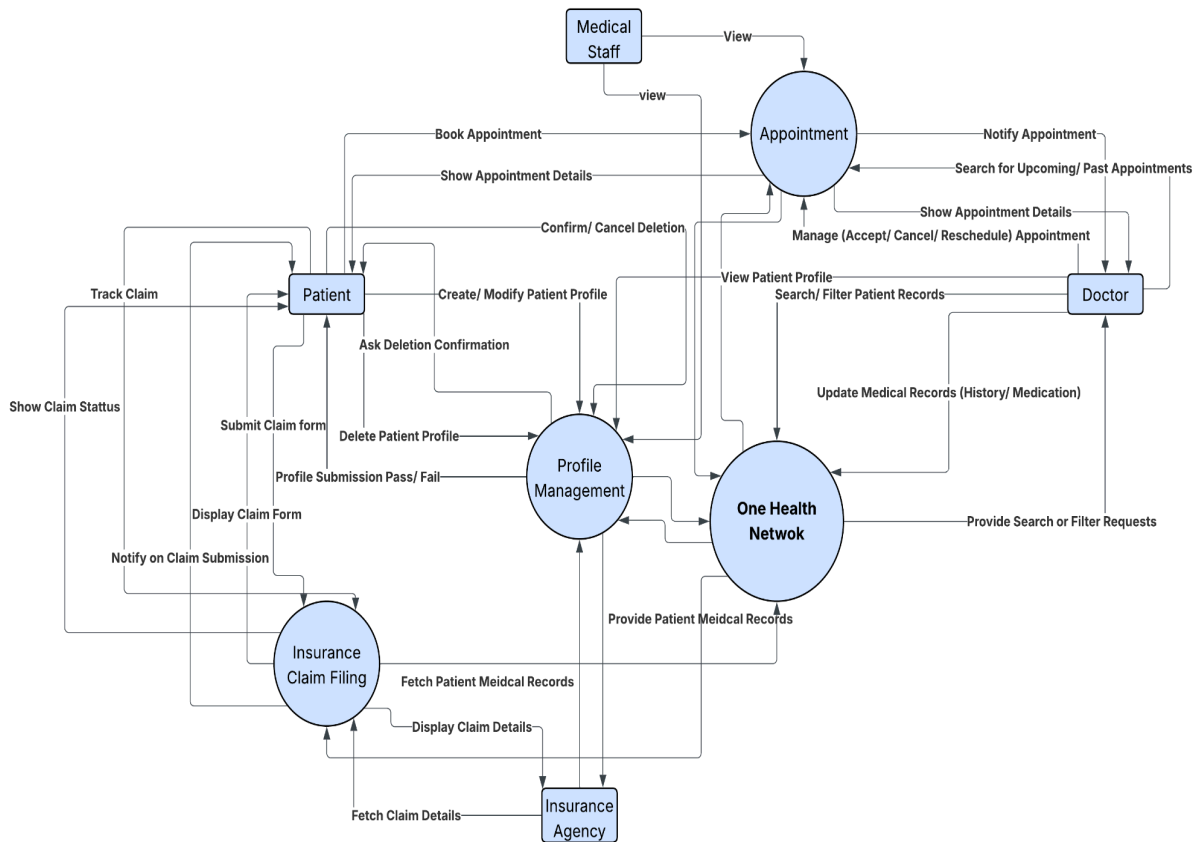 Medical
Staff
View
view
Appointment
Book Appointment
Notify Appointment
Search for Upcoming/ Past Appointments
Show Appointment Details
Show Appointment Details
Confirm/ Cancel Deletion
Manage (Accept/ Cancel/ Reschedule) Appointment
View Patient Profile
Track Claim
Patient
Create/ Modify Patient Profile
Search/ Filter Patient Records
Doctor
Ask Deletion Confirmation
Update Medical Records (History/ Medication)
Show Claim Stattus
Submit Claim form
Delete Patient Profile
Profile Submission Pass/ Fail
Profile
Management
One Health
Netwok
Display Claim Form
Provide Search or Filter Requests
Notify on Claim Submission
Provide Patient Meidcal Records
Insurance
Claim Filing
Fetch Patient Meidcal Records
Display Claim Details
Insurance
Agency
Fetch Claim Details